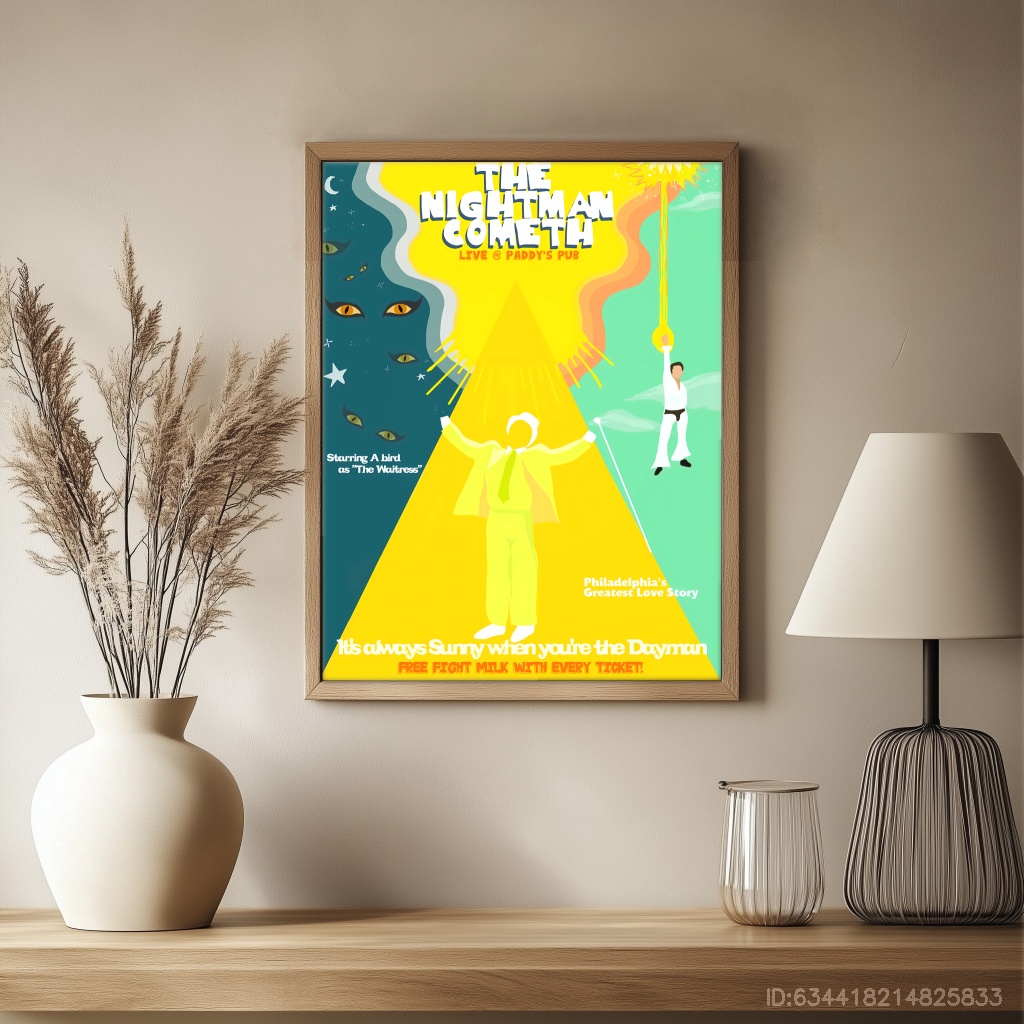 THE
NIGHTMAN
COMETH
LIVE @ PADDY'S PUB
Starring A bird
as "The Waitress"
Philadelphia's
Greatest Love Story
It's always Sunny when you're the Dayman
FREE FIGHT MILK WITH EVERY TICKET!
ID:634418214825833